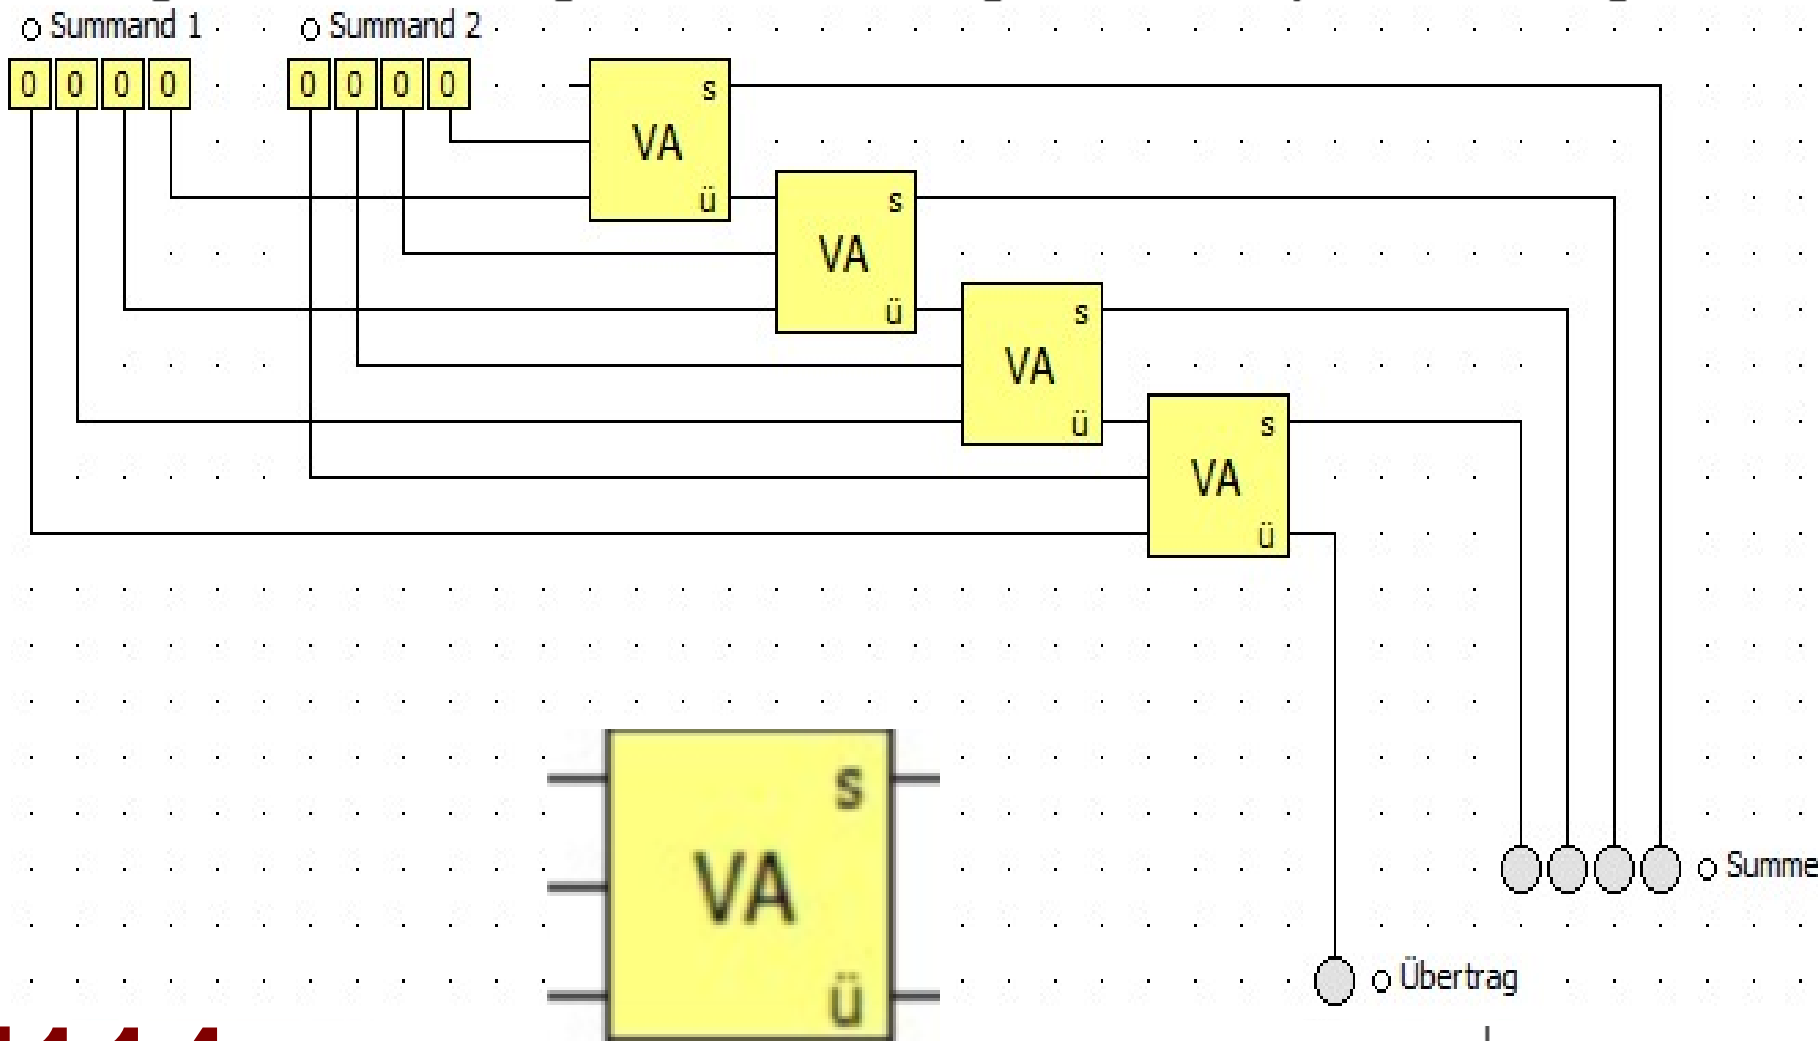 Summand 1 Summand 2
0 0 0 0 0 0 0 0
s
VA
ü s
VA
ü s
VA
ü s
VA
ü
s
VA
ü
Summe
Übertrag